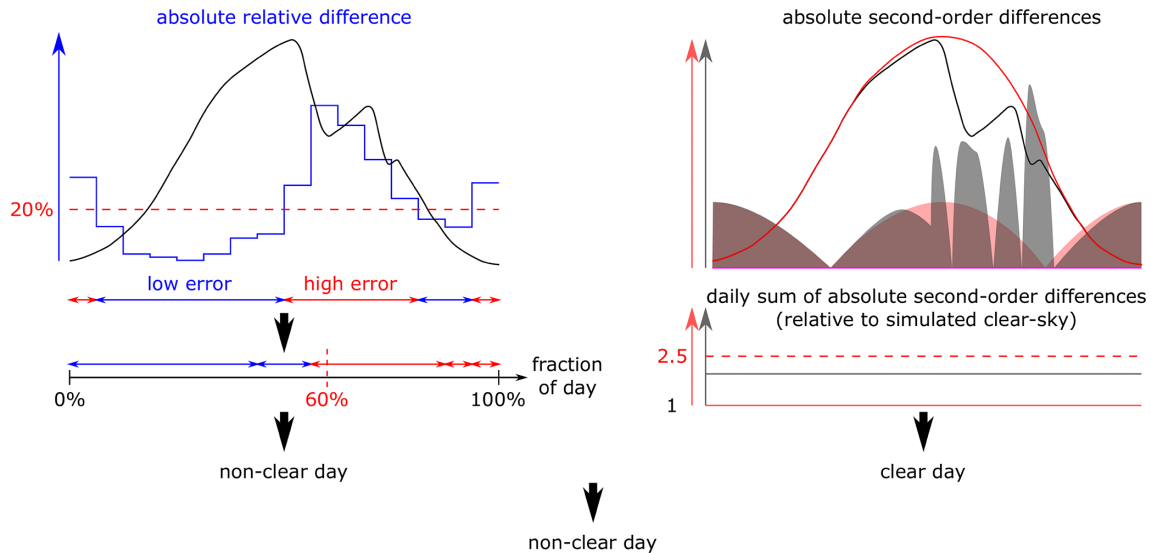 absolute relative difference
20%
low error
high error
fraction
of day
0%
60%
100%
non-clear day
absolute second-order differences
daily sum of absolute second-order differences
(relative to simulated clear-sky)
2.5
1
clear day
non-clear day